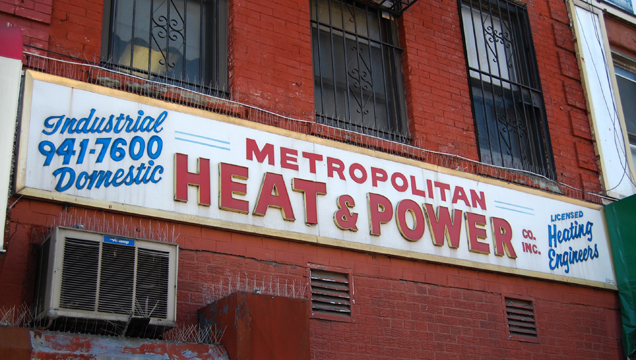 Industrial
941-7600
Domestic
METROPOLITAN
HEAT & POWER CO. INC.
LICENSED
Heating
Engineers